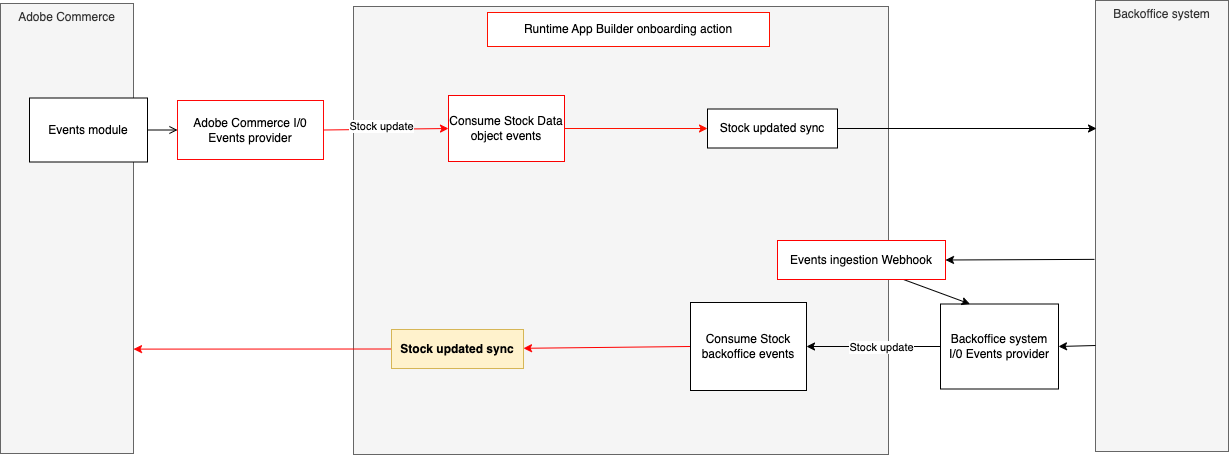 Adobe Commerce
Runtime App Builder onboarding action
Backoffice system
Events module
Adobe Commerce I/0
Events provider
Stock update
Consume Stock Data
object events
Stock updated sync
Events ingestion Webhook
Stock updated sync
Consume Stock
backoffice events
Stock update
Backoffice system
I/0 Events provider